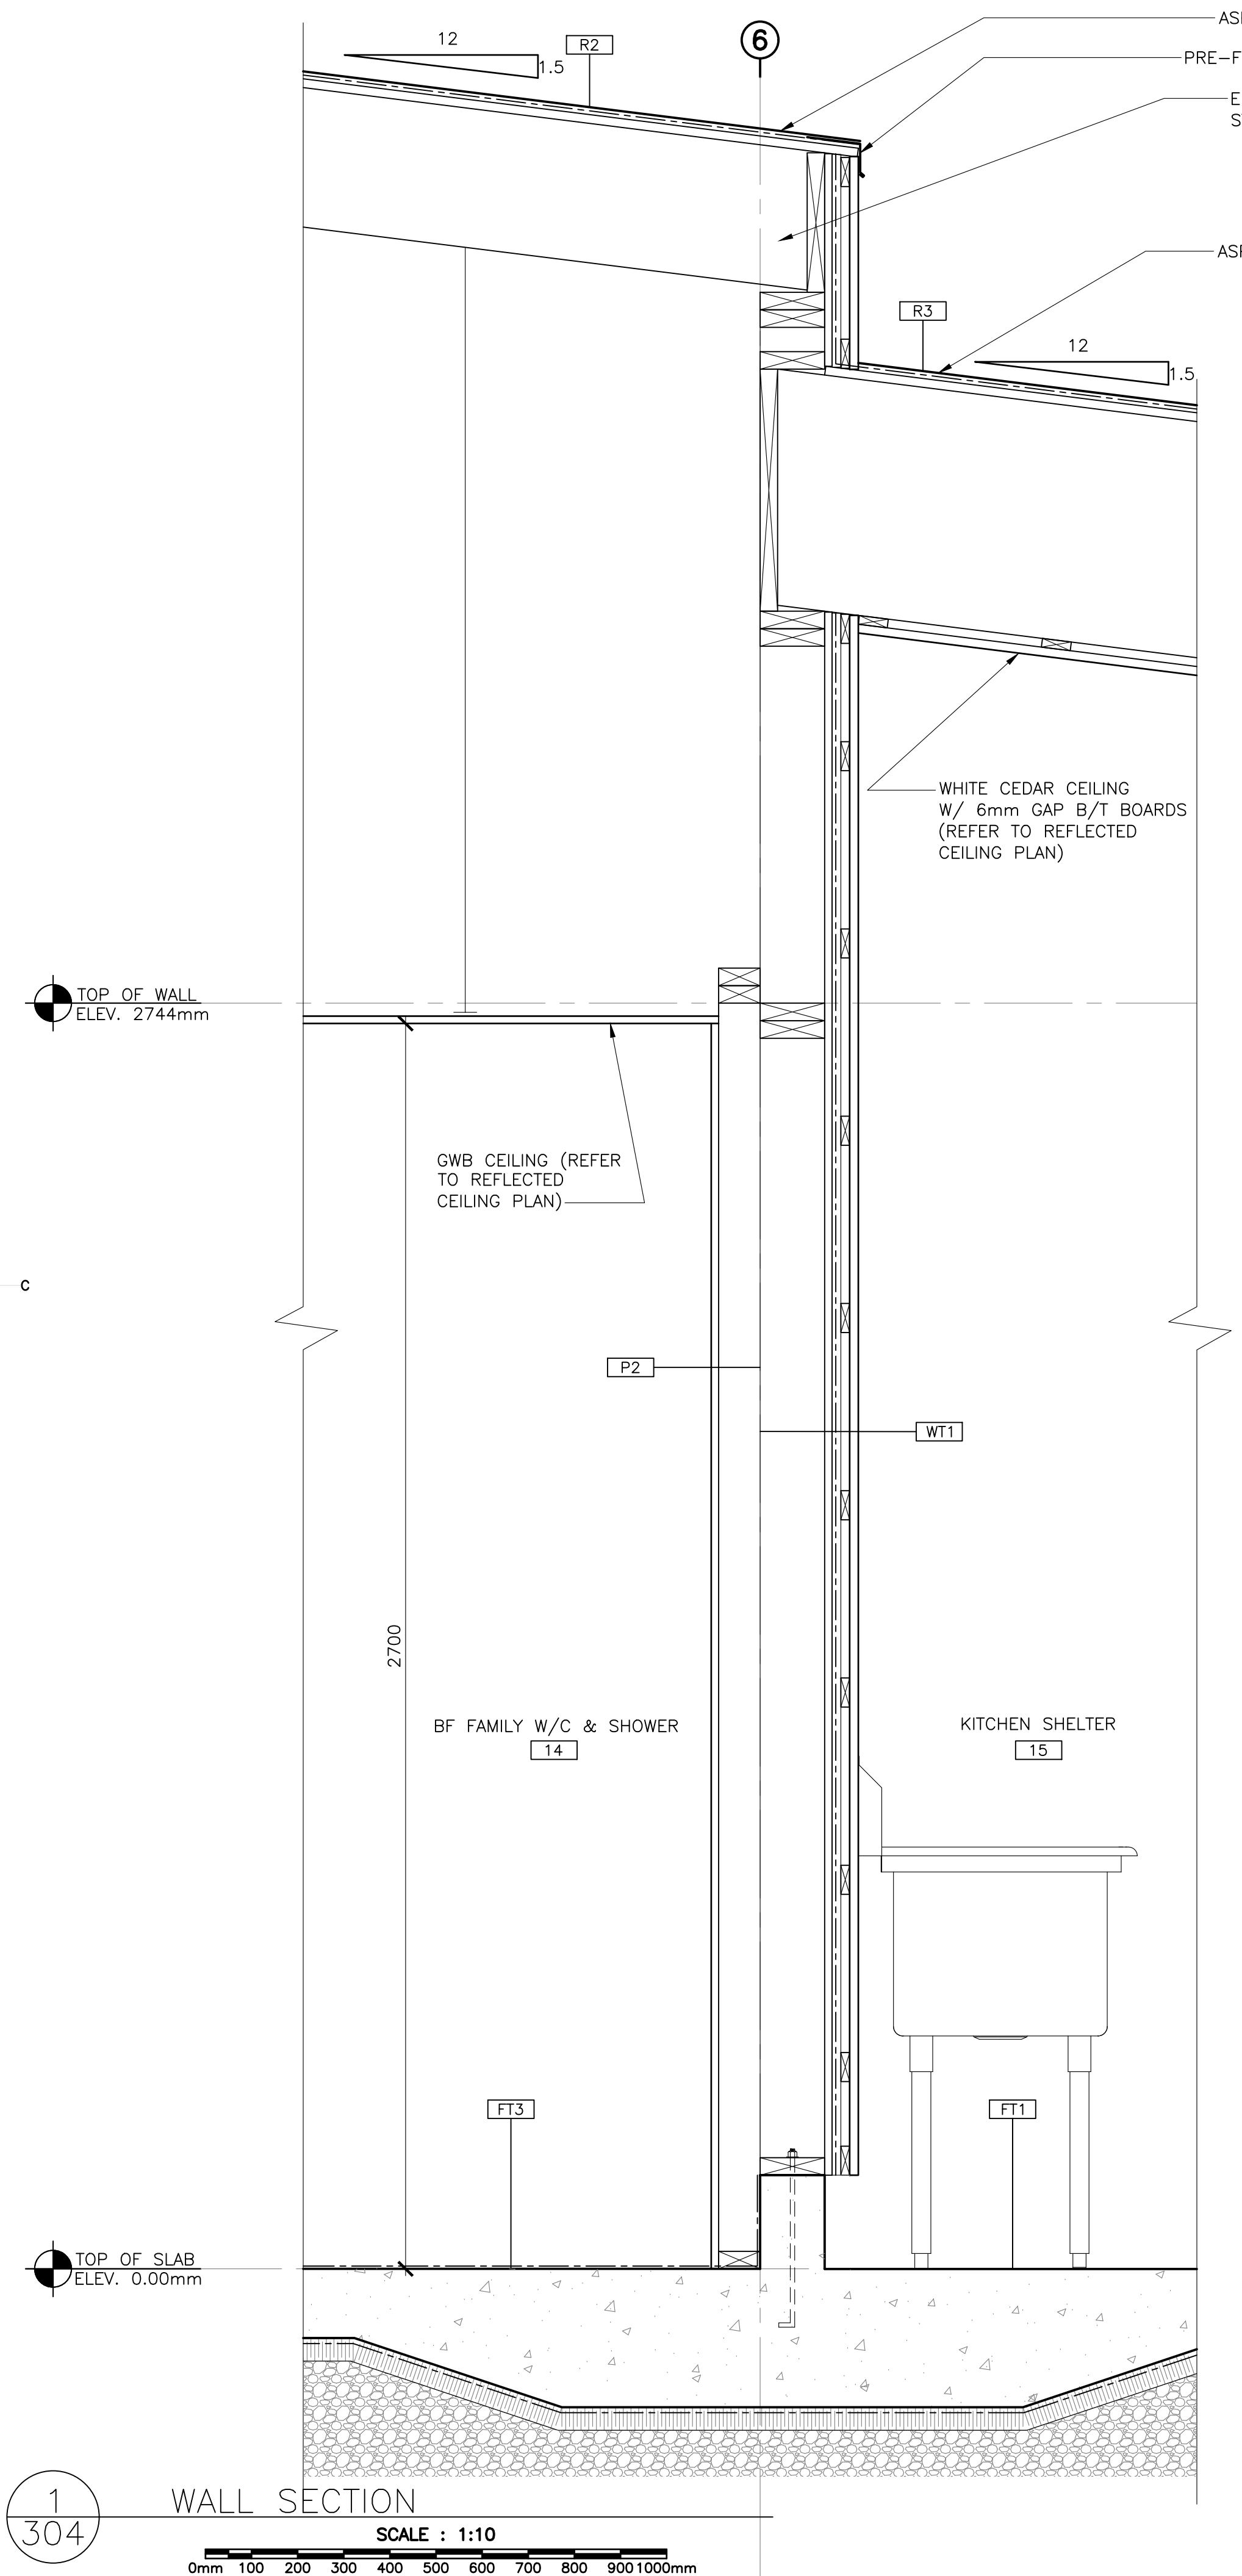 12
1.5
R2
6
R3
12
1.5
WHITE CEDAR CEILING
W/ 6mm GAP B/T BOARDS
(REFER TO REFLECTED
CEILING PLAN)
TOP OF WALL
ELEV. 2744mm
GWB CEILING (REFER
TO REFLECTED
CEILING PLAN)
C
P2
WT1
2700
BF FAMILY W/C & SHOWER
14
KITCHEN SHELTER
15
FT3
FT1
TOP OF SLAB
ELEV. 0.00mm
1
304
WALL SECTION
SCALE : 1:10
0mm 100 200 300 400 500 600 700 800 900 1000mm